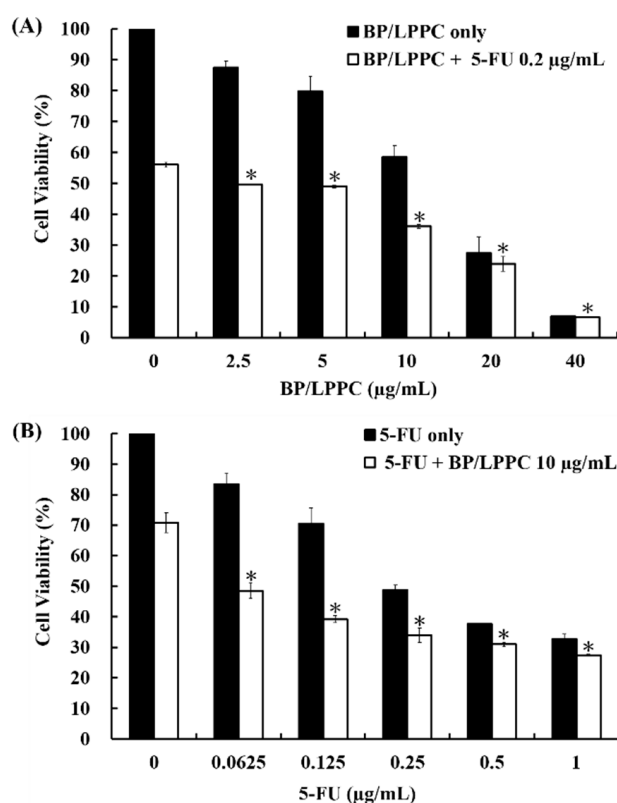 (A)
BP/LPPC only
BP/LPPC + 5-FU 0.2 μg/mL
Cell Viability (%)
100
90
80
70
60
50
40
30
20
10
0
* * * * *
0 2.5 5 10 20 40
BP/LPPC (μg/mL)
(B)
5-FU only
5-FU + BP/LPPC 10 μg/mL
Cell Viability (%)
100
90
80
70
60
50
40
30
20
10
0
* * * * *
0 0.0625 0.125 0.25 0.5 1
5-FU (μg/mL)